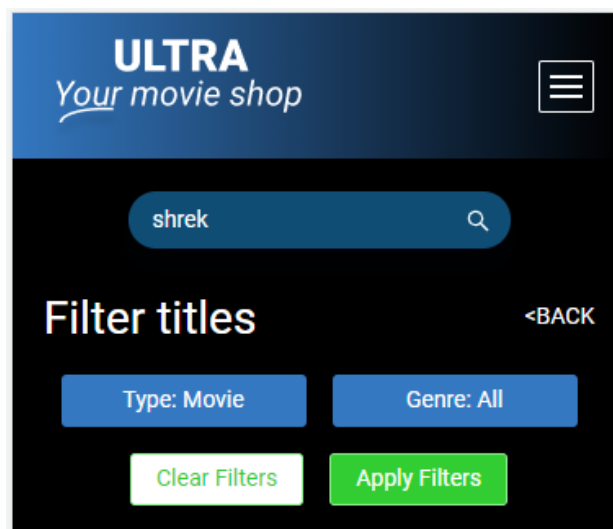 ULTRA
Your movie shop
shrek
Filter titles
<BACK
Type: Movie
Genre: All
Clear Filters
Apply Filters